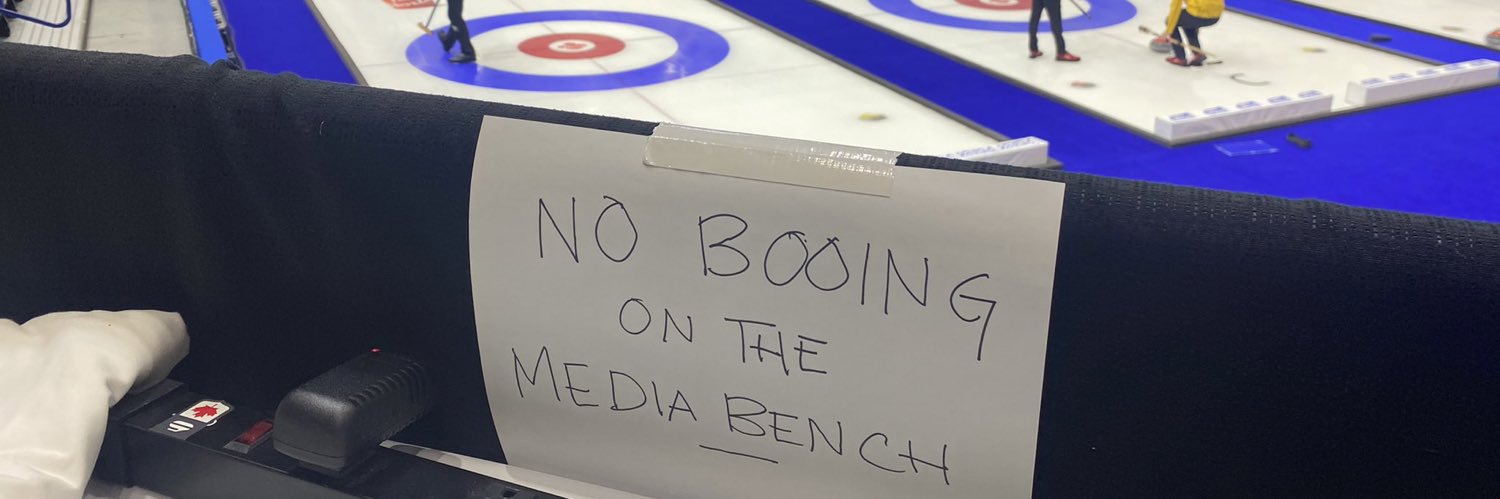 NO BOOING
ON THE
MEDIA BENCH